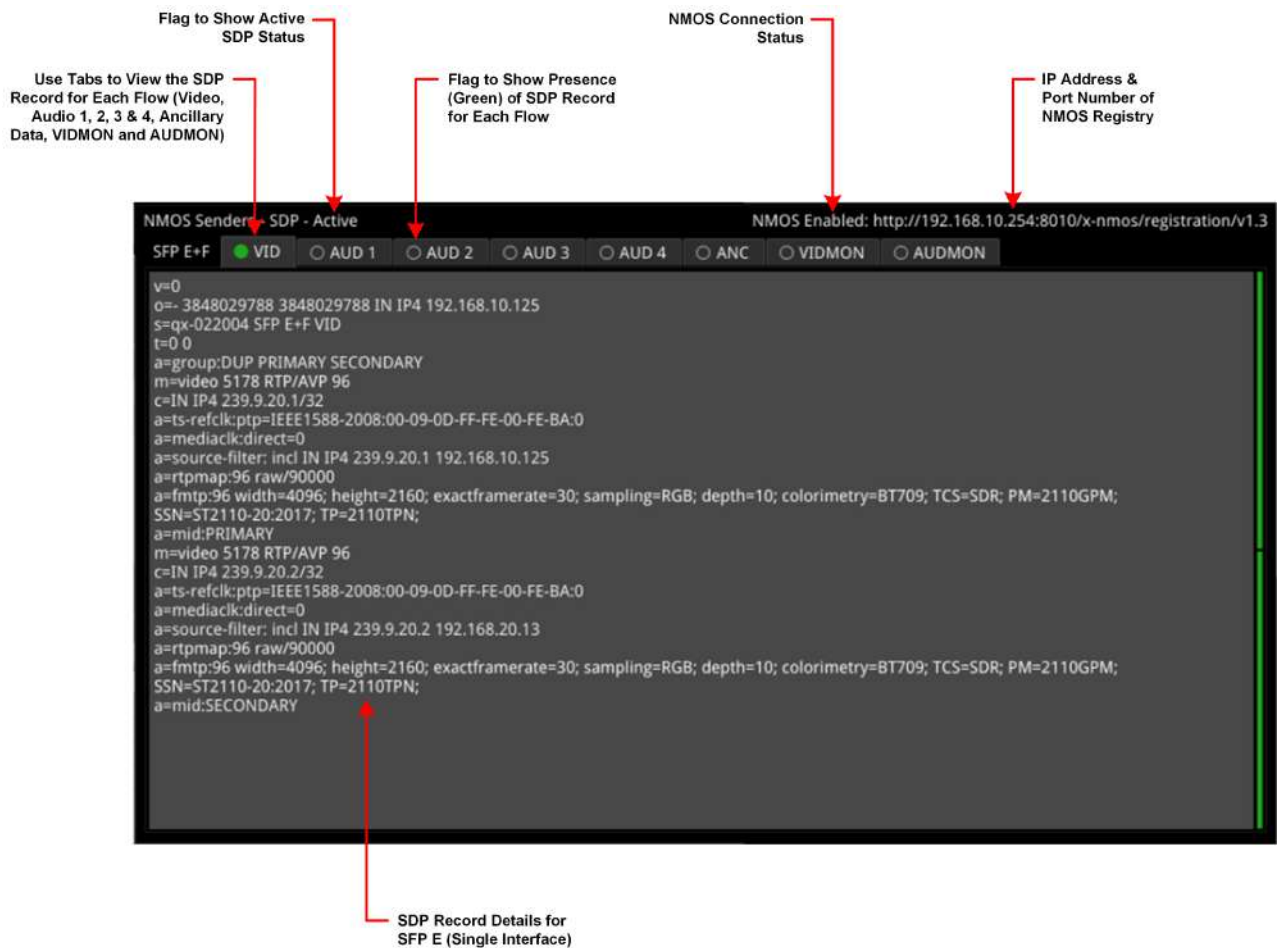 Flag to Show Active
SDP Status
NMOS Connection
Status
Use Tabs to View the SDP
Record for Each Flow (Video,
Audio 1, 2, 3 & 4, Ancillary
Data, VIDMON and AUDMON)
Flag to Show Presence
(Green) of SDP Record
for Each Flow
IP Address &
Port Number of
NMOS Registry
NMOS Senders - SDP - Active
NMOS Enabled: http://192.168.10.254:8010/x-nmos/registration/v1.3
SFP E+F VID AUD 1 AUD 2 AUD 3 AUD 4 ANC VIDMON AUDMON
v=0
o=- 3848029788 3848029788 IN IP4 192.168.10.125
s=qx-022004 SFP E+F VID
t=0 0
a=group:DUP PRIMARY SECONDARY
m=video 5178 RTP/AVP 96
c=IN IP4 239.9.20.1/32
a=ts-refclk:ptp=IEEE1588-2008:00-09-0D-FF-FE-00-FE-BA:0
a=mediaclk:direct=0
a=source-filter: incl IN IP4 239.9.20.1 192.168.10.125
a=rtpmap:96 raw/90000
a=fmtp:96 width=4096; height=2160; exactframerate=30; sampling=RGB; depth=10; colorimetry=BT709; TCS=SDR; PM=2110GPM;
SSN=ST2110-20:2017; TP=2110TPN;
a=mid:PRIMARY
m=video 5178 RTP/AVP 96
c=IN IP4 239.9.20.2/32
a=ts-refclk:ptp=IEEE1588-2008:00-09-0D-FF-FE-00-FE-BA:0
a=mediaclk:direct=0
a=source-filter: incl IN IP4 239.9.20.2 192.168.20.13
a=rtpmap:96 raw/90000
a=fmtp:96 width=4096; height=2160; exactframerate=30; sampling=RGB; depth=10; colorimetry=BT709; TCS=SDR; PM=2110GPM;
SSN=ST2110-20:2017; TP=2110TPN;
a=mid:SECONDARY
SDP Record Details for
SFP E (Single Interface)